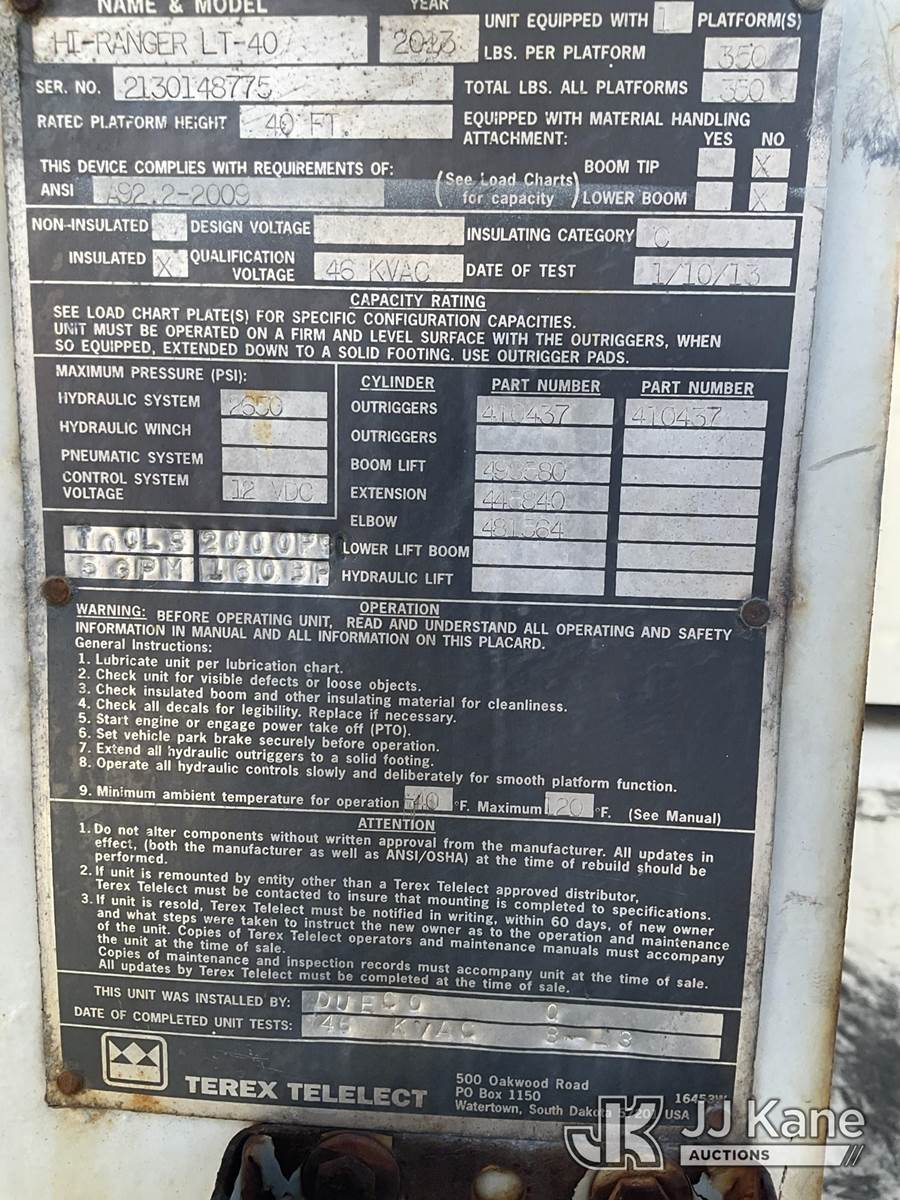 NAME & MODEL YEAR
HI-RANGER LT-40 2013
UNIT EQUIPPED WITH 1 PLATFORM(S)
LBS. PER PLATFORM 350
SER. NO. 2130148775
TOTAL LBS. ALL PLATFORMS 350
RATED PLATFORM HEIGHT 40 FT.
EQUIPPED WITH MATERIAL HANDLING
ATTACHMENT: YES NO
THIS DEVICE COMPLIES WITH REQUIREMENTS OF:
ANSI A92.2-2009
(See Load Charts
for capacity)
BOOM TIP X
LOWER BOOM X
NON-INSULATED DESIGN VOLTAGE INSULATING CATEGORY C
INSULATED X QUALIFICATION
VOLTAGE 46 KVAC DATE OF TEST 1/10/13
CAPACITY RATING
SEE LOAD CHART PLATE(S) FOR SPECIFIC CONFIGURATION CAPACITIES.
UNIT MUST BE OPERATED ON A FIRM AND LEVEL SURFACE WITH THE OUTRIGGERS, WHEN
SO EQUIPPED, EXTENDED DOWN TO A SOLID FOOTING. USE OUTRIGGER PADS.
MAXIMUM PRESSURE (PSI):
HYDRAULIC SYSTEM
HYDRAULIC WINCH
PNEUMATIC SYSTEM
CONTROL SYSTEM
VOLTAGE 12 VDC
TOOLS 2000PS
5 GPM
CYLINDER PART NUMBER PART NUMBER
OUTRIGGERS 410437 410437
OUTRIGGERS
BOOM LIFT
EXTENSION
ELBOW
LOWER LIFT BOOM
HYDRAULIC LIFT
OPERATION
WARNING: BEFORE OPERATING UNIT, READ AND UNDERSTAND ALL OPERATING AND SAFETY
INFORMATION IN MANUAL AND ALL INFORMATION ON THIS PLACARD.
General Instructions:
1. Lubricate unit per lubrication chart.
2. Check unit for visible defects or loose objects.
3. Check insulated boom and other insulating material for cleanliness.
4. Check all decals for legibility. Replace if necessary.
5. Start engine or engage power take off (PTO).
6. Set vehicle park brake securely before operation.
7. Extend all hydraulic outriggers to a solid footing.
8. Operate all hydraulic controls slowly and deliberately for smooth platform function.
9. Minimum ambient temperature for operation °F. Maximum 120 °F. (See Manual)
ATTENTION
1. Do not alter components without written approval from the manufacturer. All updates in
effect, (both the manufacturer as well as ANSI/OSHA) at the time of rebuild should be
performed.
2. If unit is remounted by entity other than a Terex Telelect approved distributor,
Terex Telelect must be contacted to insure that mounting is completed to specifications.
3. If unit is resold, Terex Telelect must be notified in writing, within 60 days, of new owner
and what steps were taken to instruct the new owner as to the operation and maintenance
of the unit. Copies of Terex Telelect operators and maintenance manuals must accompany
the unit at the time of sale.
Copies of maintenance and inspection records must accompany unit at the time of sale.
All updates by Terex Telelect must be completed at the time of sale.
THIS UNIT WAS INSTALLED BY: DUECO
DATE OF COMPLETED UNIT TESTS: 46 KVAC 3-13
TEREX TELELECT
500 Oakwood Road
PO Box 1150
Watertown, South Dakota USA
JK JJ Kane
AUCTIONS